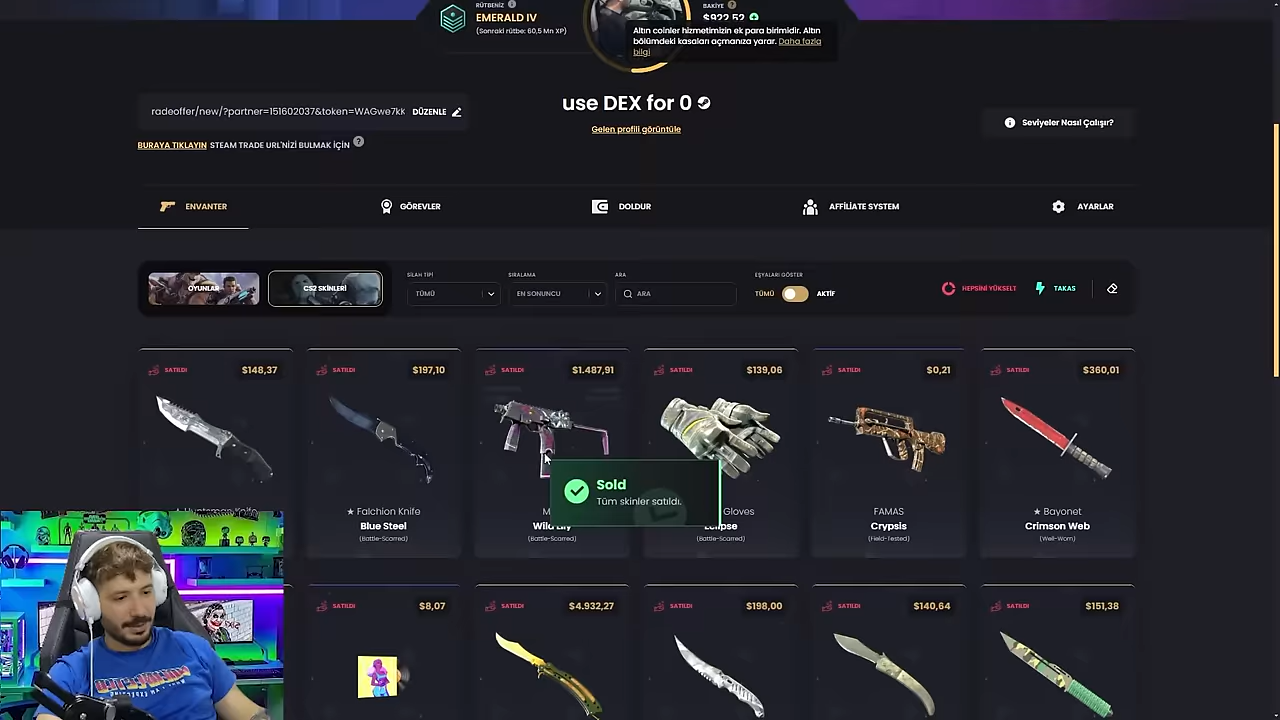 RÜTBENİZ
EMERALD IV
(Sonraki rütbe: 60,5 Mn XP)
BAKİYE
$922,52
Altın coinler hizmetimizin ek para birimidir. Altın
bölümdeki kasaları açmanıza yarar. Daha fazla
bilgi
radeoffer/new/?partner=151602037&token=WAGwe7kk DÜZENLE
use DEX for 0
Gelen profili görüntüle
Seviyeler Nasıl Çalışır?
BURAYA TIKLAYIN STEAM TRADE URL'NİZİ BULMAK İÇİN
ENVANTER
GÖREVLER
DOLDUR
AFFİLİATE SYSTEM
AYARLAR
OYUNLAR
CS2 SKİNLERİ
SİLAH TİPİ
TÜMÜ
SIRALAMA
EN SONUNCU
ARA
ARA
EŞYALARI GÖSTER
TÜMÜ
AKTİF
HEPSİNİ YÜKSELT
TAKAS
SATILDI $148,37
SATILDI $197,10
SATILDI $1.487,91
SATILDI $139,06
SATILDI $0,21
SATILDI $360,01
Sold
Tüm skinler satıldı.
★ Huntsman Knife
★ Falchion Knife
Blue Steel
(Battle-Scarred)
Wild Lily
(Battle-Scarred)
Gloves
Eclipse
(Battle-Scarred)
FAMAS
Crypsis
(Field-Tested)
★ Bayonet
Crimson Web
(Well-Worn)
SATILDI $8,07
SATILDI $4.932,27
SATILDI $198,00
SATILDI $140,64
SATILDI $151,38